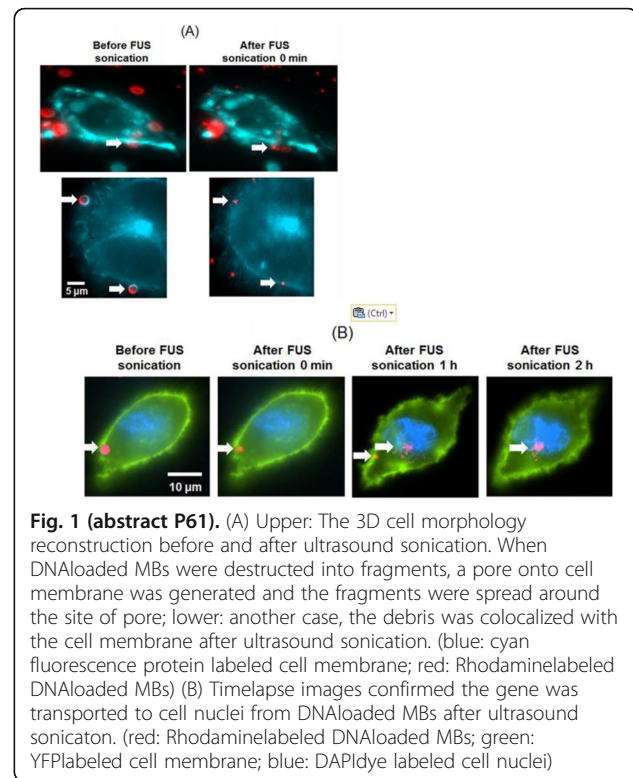 (A)
Before FUS
sonication
After FUS
sonication 0 min
5 µm
(Ctrl)
(B)
Before FUS
sonication
After FUS
sonication 0 min
After FUS
sonication 1 h
After FUS
sonication 2 h
10 µm
Fig. 1 (abstract P61). (A) Upper: The 3D cell morphology
reconstruction before and after ultrasound sonication. When
DNAloaded MBs were destructed into fragments, a pore onto cell
membrane was generated and the fragments were spread around
the site of pore; lower: another case, the debris was colocalized with
the cell membrane after ultrasound sonication. (blue: cyan
fluorescence protein labeled cell membrane; red: Rhodaminelabeled
DNAloaded MBs) (B) Timelapse images confirmed the gene was
transported to cell nuclei from DNAloaded MBs after ultrasound
sonicaton. (red: Rhodaminelabeled DNAloaded MBs; green:
YFPlabeled cell membrane; blue: DAPIdye labeled cell nuclei)